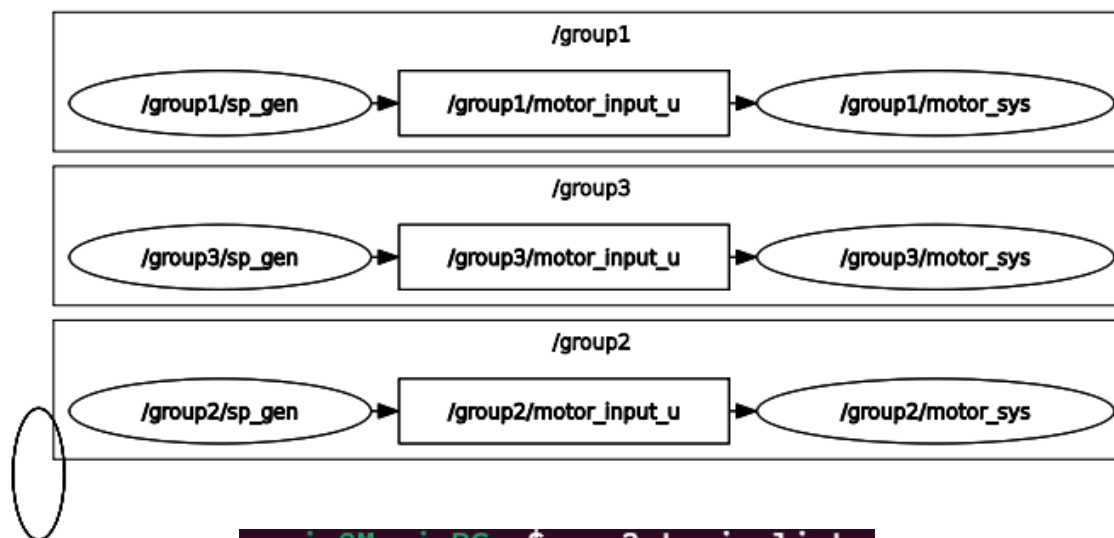 /group1
/group1/sp_gen /group1/motor_input_u /group1/motor_sys
/group3
/group3/sp_gen /group3/motor_input_u /group3/motor_sys
/group2
/group2/sp_gen /group2/motor_input_u /group2/motor_sys